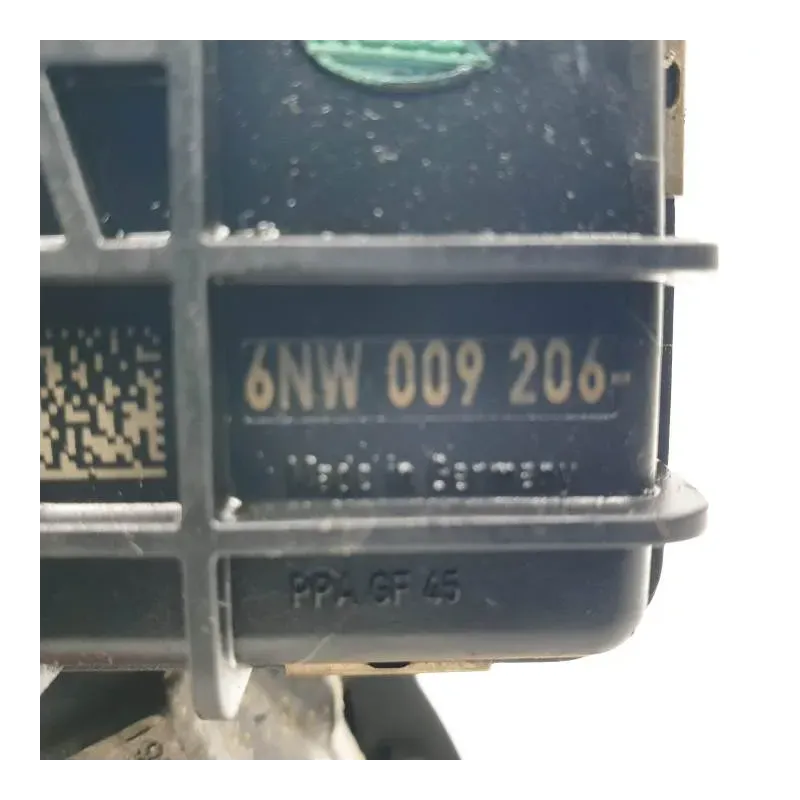 6NW 009 206-
Made in Germany
PPA GF 45